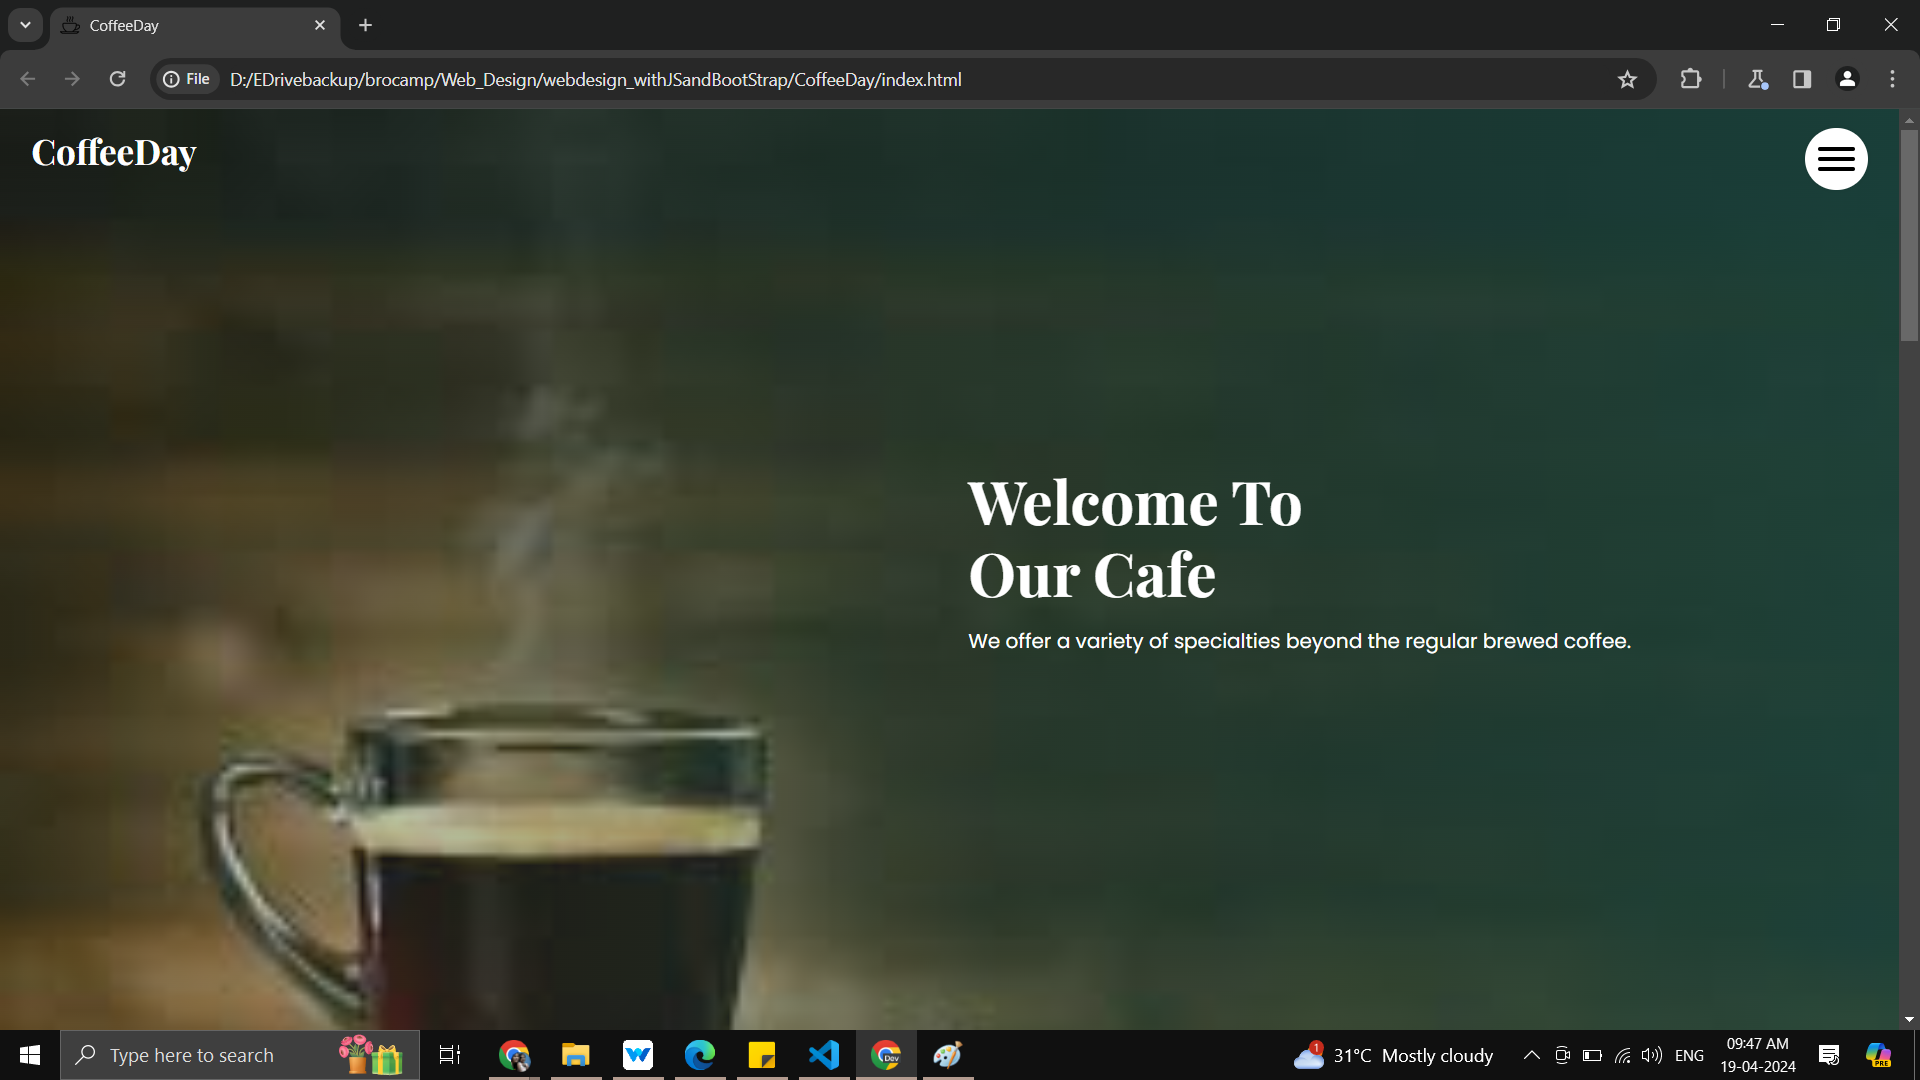 CoffeeDay
File
D:/EDrivebackup/brocamp/Web_Design/webdesign_withJSandBootStrap/CoffeeDay/index.html
CoffeeDay
Welcome To
Our Cafe
We offer a variety of specialties beyond the regular brewed coffee.
Type here to search
W
Dev
1
31°C Mostly cloudy
ENG
09:47 AM
19-04-2024
PRE